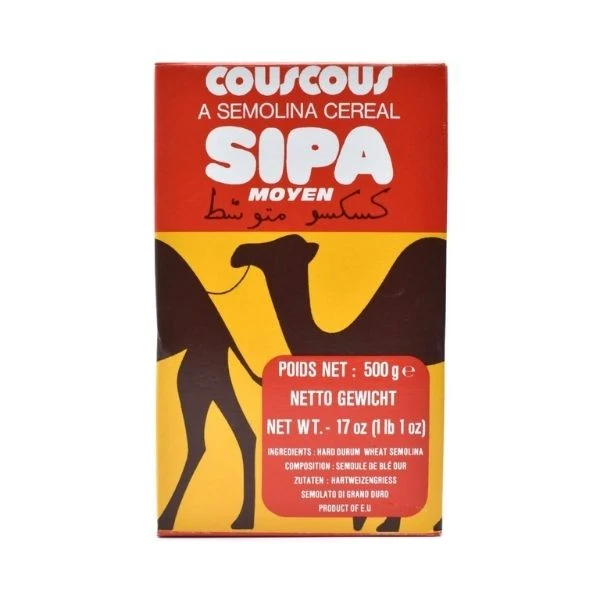 COUSCOUS
A SEMOLINA CEREAL
SIPA
MOYEN
كسكسو متوسط
POIDS NET : 500 g ℮
NETTO GEWICHT
NET WT. - 17 oz (1 lb 1 oz)
INGREDIENTS : HARD DURUM WHEAT SEMOLINA
COMPOSITION : SEMOULE DE BLÉ DUR
ZUTATEN : HARTWEIZENGRIESS
SEMOLATO DI GRANO DURO
PRODUCT OF E.U